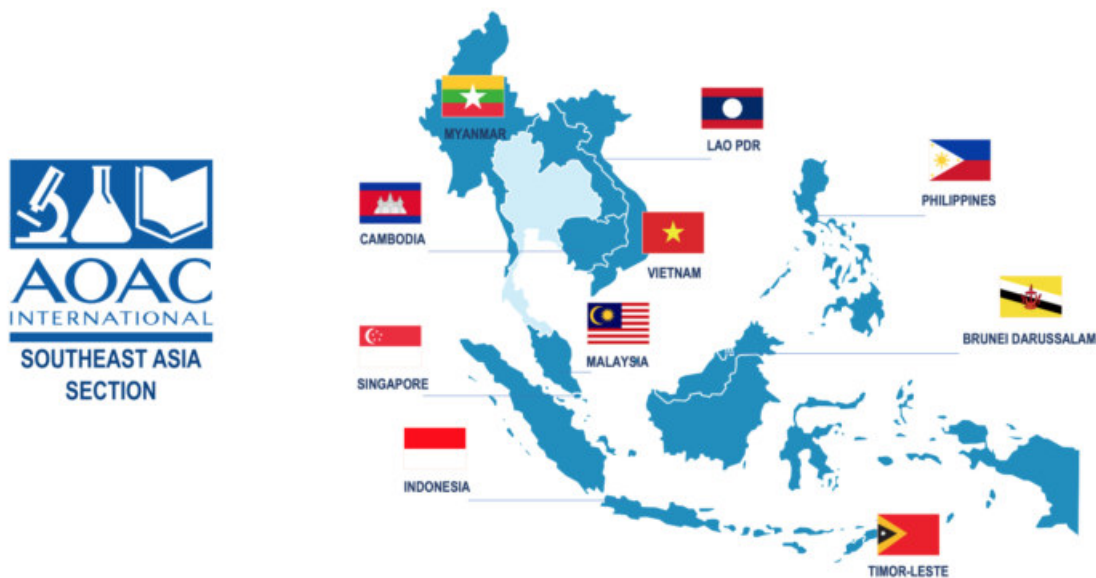 AOAC
INTERNATIONAL
SOUTHEAST ASIA
SECTION
MYANMAR
LAO PDR
PHILIPPINES
CAMBODIA
VIETNAM
BRUNEI DARUSSALAM
MALAYSIA
SINGAPORE
INDONESIA
TIMOR-LESTE